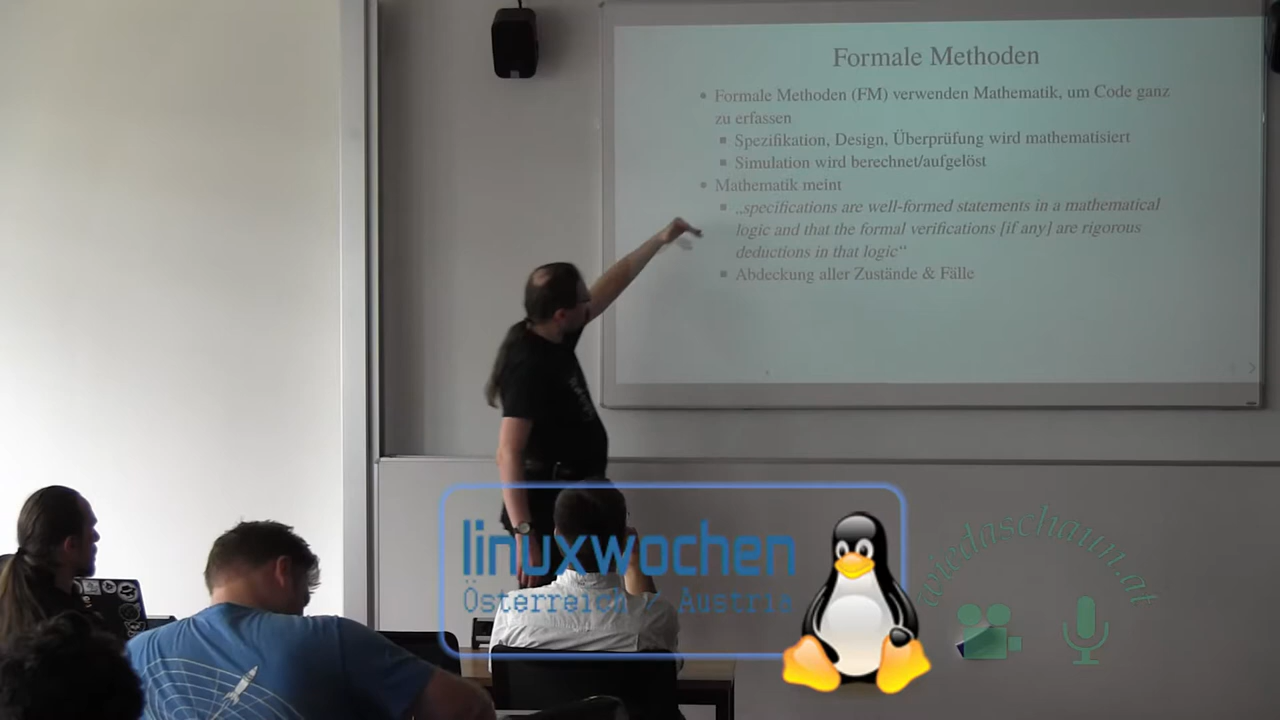 Formale Methoden
• Formale Methoden (FM) verwenden Mathematik, um Code ganz
zu erfassen
▪ Spezifikation, Design, Überprüfung wird mathematisiert
▪ Simulation wird berechnet/aufgelöst
• Mathematik meint
▪ „specifications are well-formed statements in a mathematical
logic and that the formal verifications [if any] are rigorous
deductions in that logic“
▪ Abdeckung aller Zustände & Fälle
linuxwochen
Österreich / Austria
wiedaschaun.at